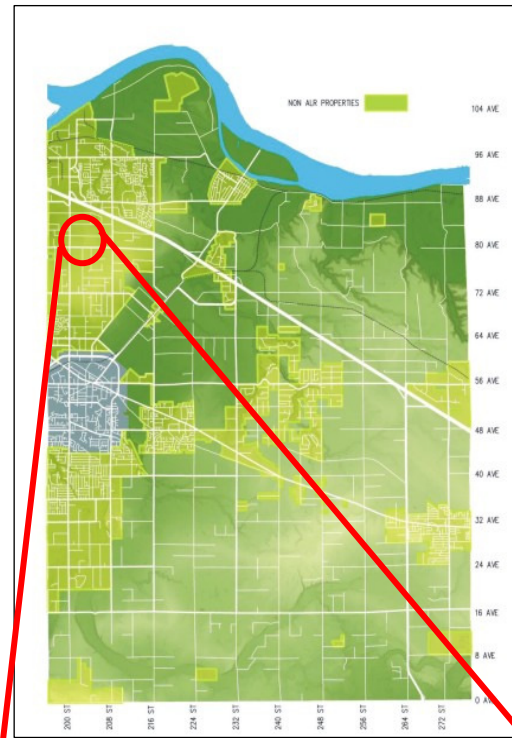 NON ALR PROPERTIES
104 AVE
96 AVE
88 AVE
80 AVE
72 AVE
64 AVE
56 AVE
48 AVE
40 AVE
32 AVE
24 AVE
16 AVE
8 AVE
0 AVE
200 ST
208 ST
216 ST
224 ST
232 ST
240 ST
248 ST
256 ST
264 ST
272 ST